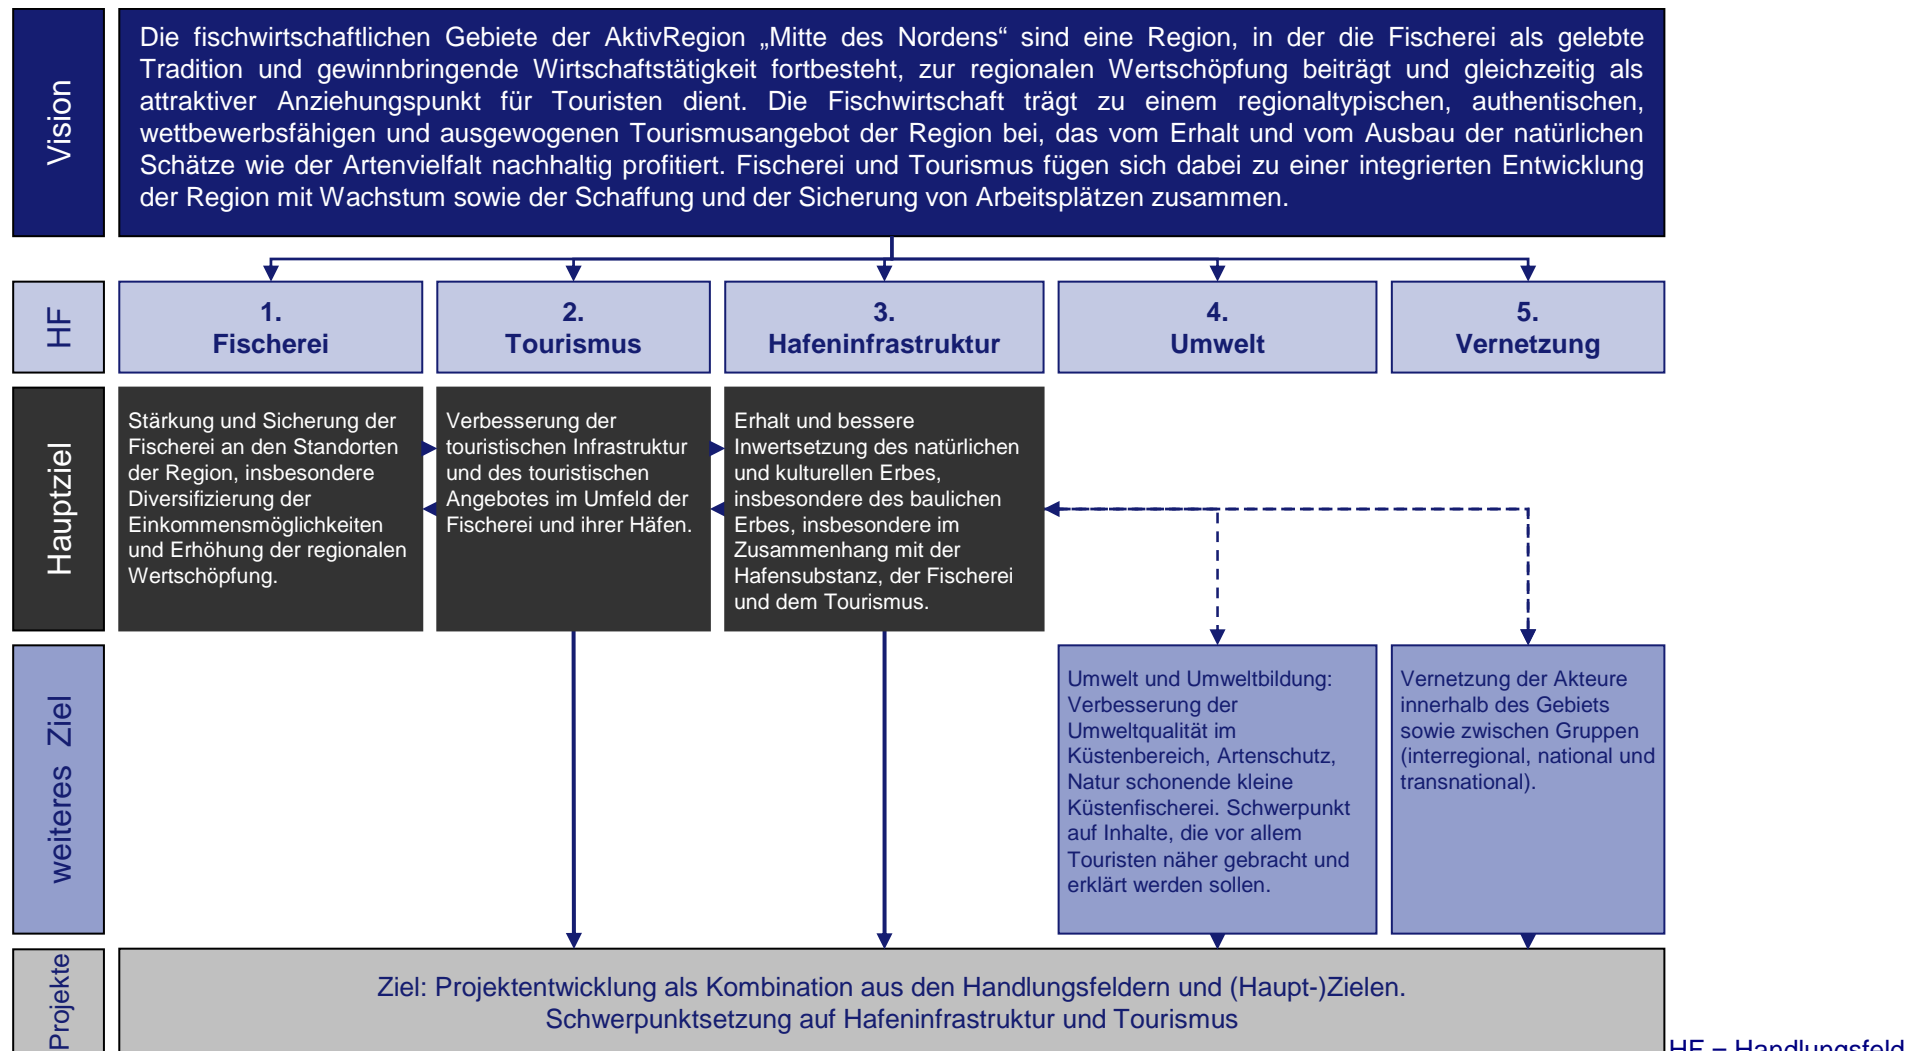 Vision
Die fischwirtschaftlichen Gebiete der AktivRegion „Mitte des Nordens“ sind eine Region, in der die Fischerei als gelebte
Tradition und gewinnbringende Wirtschaftstätigkeit fortbesteht, zur regionalen Wertschöpfung beiträgt und gleichzeitig als
attraktiver Anziehungspunkt für Touristen dient. Die Fischwirtschaft trägt zu einem regionaltypischen, authentischen,
wettbewerbsfähigen und ausgewogenen Tourismusangebot der Region bei, das vom Erhalt und vom Ausbau der natürlichen
Schätze wie der Artenvielfalt nachhaltig profitiert. Fischerei und Tourismus fügen sich dabei zu einer integrierten Entwicklung
der Region mit Wachstum sowie der Schaffung und der Sicherung von Arbeitsplätzen zusammen.
HF
1.
Fischerei
2.
Tourismus
3.
Hafeninfrastruktur
4.
Umwelt
5.
Vernetzung
Hauptziel
Stärkung und Sicherung der
Fischerei an den Standorten
der Region, insbesondere
Diversifizierung der
Einkommensmöglichkeiten
und Erhöhung der regionalen
Wertschöpfung.
Verbesserung der
touristischen Infrastruktur
und des touristischen
Angebotes im Umfeld der
Fischerei und ihrer Häfen.
Erhalt und bessere
Inwertsetzung des natürlichen
und kulturellen Erbes,
insbesondere des baulichen
Erbes, insbesondere im
Zusammenhang mit der
Hafensubstanz, der Fischerei
und dem Tourismus.
weiteres Ziel
Umwelt und Umweltbildung:
Verbesserung der
Umweltqualität im
Küstenbereich, Artenschutz,
Natur schonende kleine
Küstenfischerei. Schwerpunkt
auf Inhalte, die vor allem
Touristen näher gebracht und
erklärt werden sollen.
Vernetzung der Akteure
innerhalb des Gebiets
sowie zwischen Gruppen
(interregional, national und
transnational).
Projekte
Ziel: Projektentwicklung als Kombination aus den Handlungsfeldern und (Haupt-)Zielen.
Schwerpunktsetzung auf Hafeninfrastruktur und Tourismus
HF = Handlungsfeld